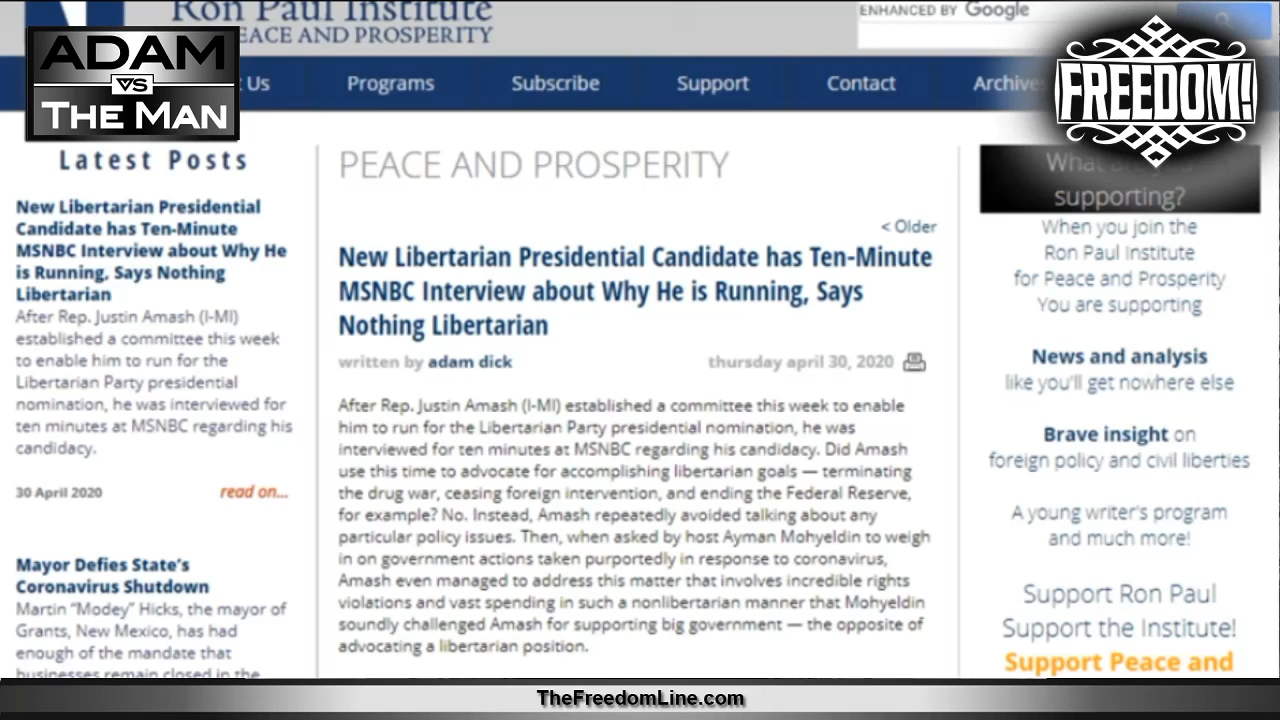 Ron Paul Institute
PEACE AND PROSPERITY
ENHANCED BY Google
ADAM
VS
THE MAN
FREEDOM!
Us
Programs
Subscribe
Support
Contact
Archives
Latest Posts
New Libertarian Presidential
Candidate has Ten-Minute
MSNBC Interview about Why He
is Running, Says Nothing
Libertarian
After Rep. Justin Amash (I-MI)
established a committee this week
to enable him to run for the
Libertarian Party presidential
nomination, he was interviewed for
ten minutes at MSNBC regarding his
candidacy.
30 April 2020
read on...
Mayor Defies State's
Coronavirus Shutdown
Martin "Modey" Hicks, the mayor of
Grants, New Mexico, has had
enough of the mandate that
businesses remain closed in the
PEACE AND PROSPERITY
< Older
New Libertarian Presidential Candidate has Ten-Minute
MSNBC Interview about Why He is Running, Says
Nothing Libertarian
written by adam dick
thursday april 30, 2020
After Rep. Justin Amash (I-MI) established a committee this week to enable
him to run for the Libertarian Party presidential nomination, he was
interviewed for ten minutes at MSNBC regarding his candidacy. Did Amash
use this time to advocate for accomplishing libertarian goals — terminating
the drug war, ceasing foreign intervention, and ending the Federal Reserve,
for example? No. Instead, Amash repeatedly avoided talking about any
particular policy issues. Then, when asked by host Ayman Mohyeldin to weigh
in on government actions taken purportedly in response to coronavirus,
Amash even managed to address this matter that involves incredible rights
violations and vast spending in such a nonlibertarian manner that Mohyeldin
soundly challenged Amash for supporting big government — the opposite of
advocating a libertarian position.
What
supporting?
When you join the
Ron Paul Institute
for Peace and Prosperity
You are supporting
News and analysis
like you'll get nowhere else
Brave insight on
foreign policy and civil liberties
A young writer's program
and much more!
Support Ron Paul
Support the Institute!
Support Peace and
TheFreedomLine.com